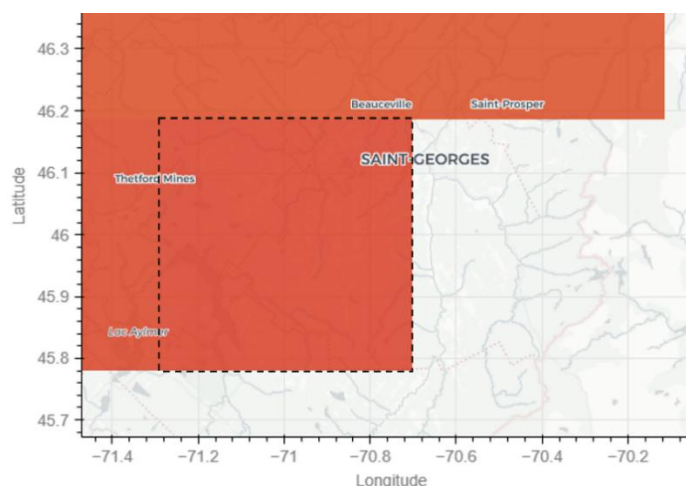 46.3
46.2
46.1
46
45.9
45.8
45.7
Latitude
Beauceville
Saint-Prosper
SAINT-GEORGES
Thetford Mines
Lac Aylmer
−71.4
−71.2
−71
−70.8
−70.6
−70.4
−70.2
Longitude